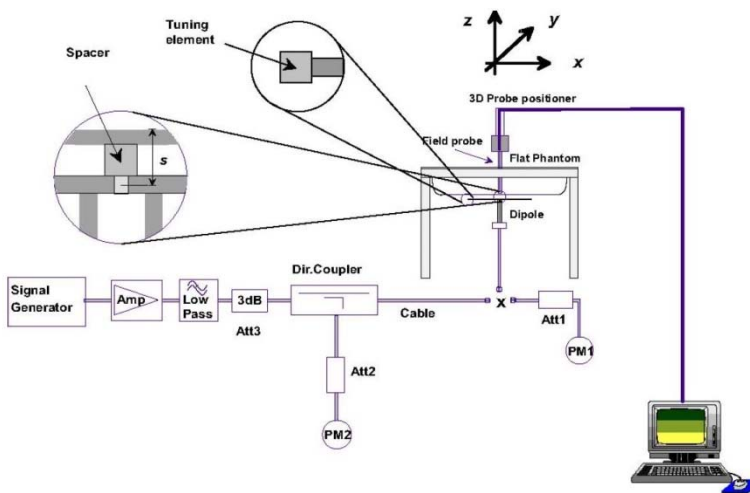 Tuning
element
Spacer
s
z
y
x
3D Probe positioner
Field probe
Flat Phantom
Dipole
Signal
Generator
Amp
Low
Pass
3dB
Att3
Dir.Coupler
Cable
x
Att1
PM1
Att2
PM2